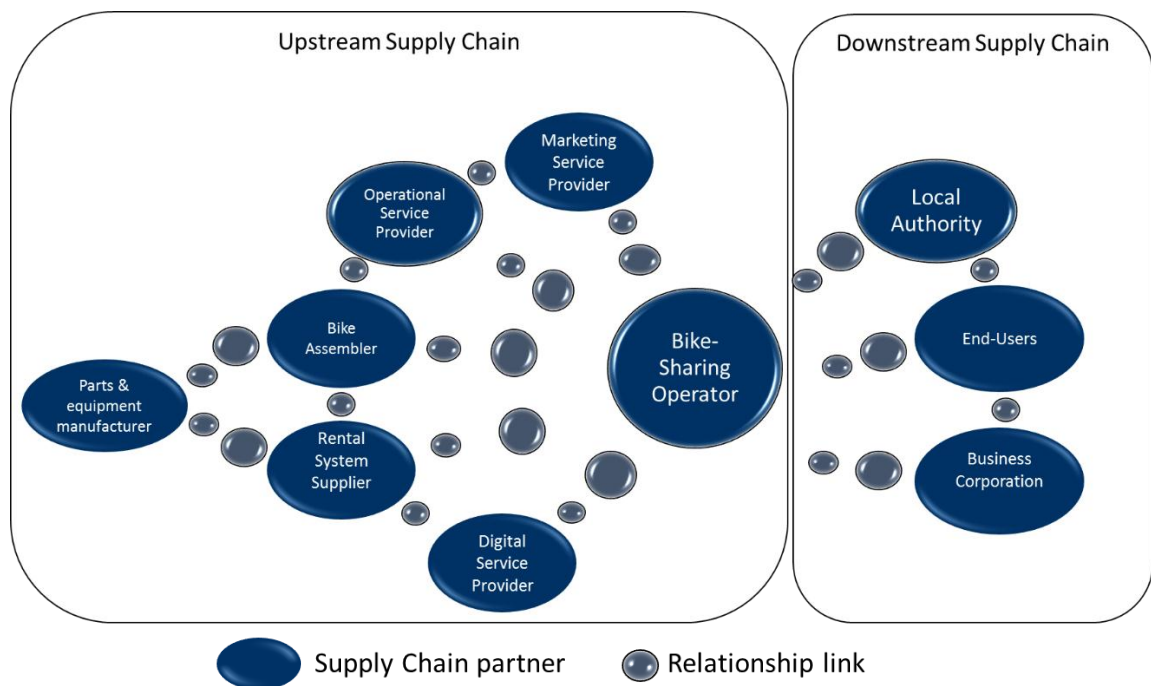 Upstream Supply Chain
Downstream Supply Chain
Marketing
Service
Provider
Operational
Service
Provider
Local
Authority
Bike
Assembler
Bike-
Sharing
Operator
End-Users
Parts &
equipment
manufacturer
Rental
System
Supplier
Business
Corporation
Digital
Service
Provider
Supply Chain partner
Relationship link